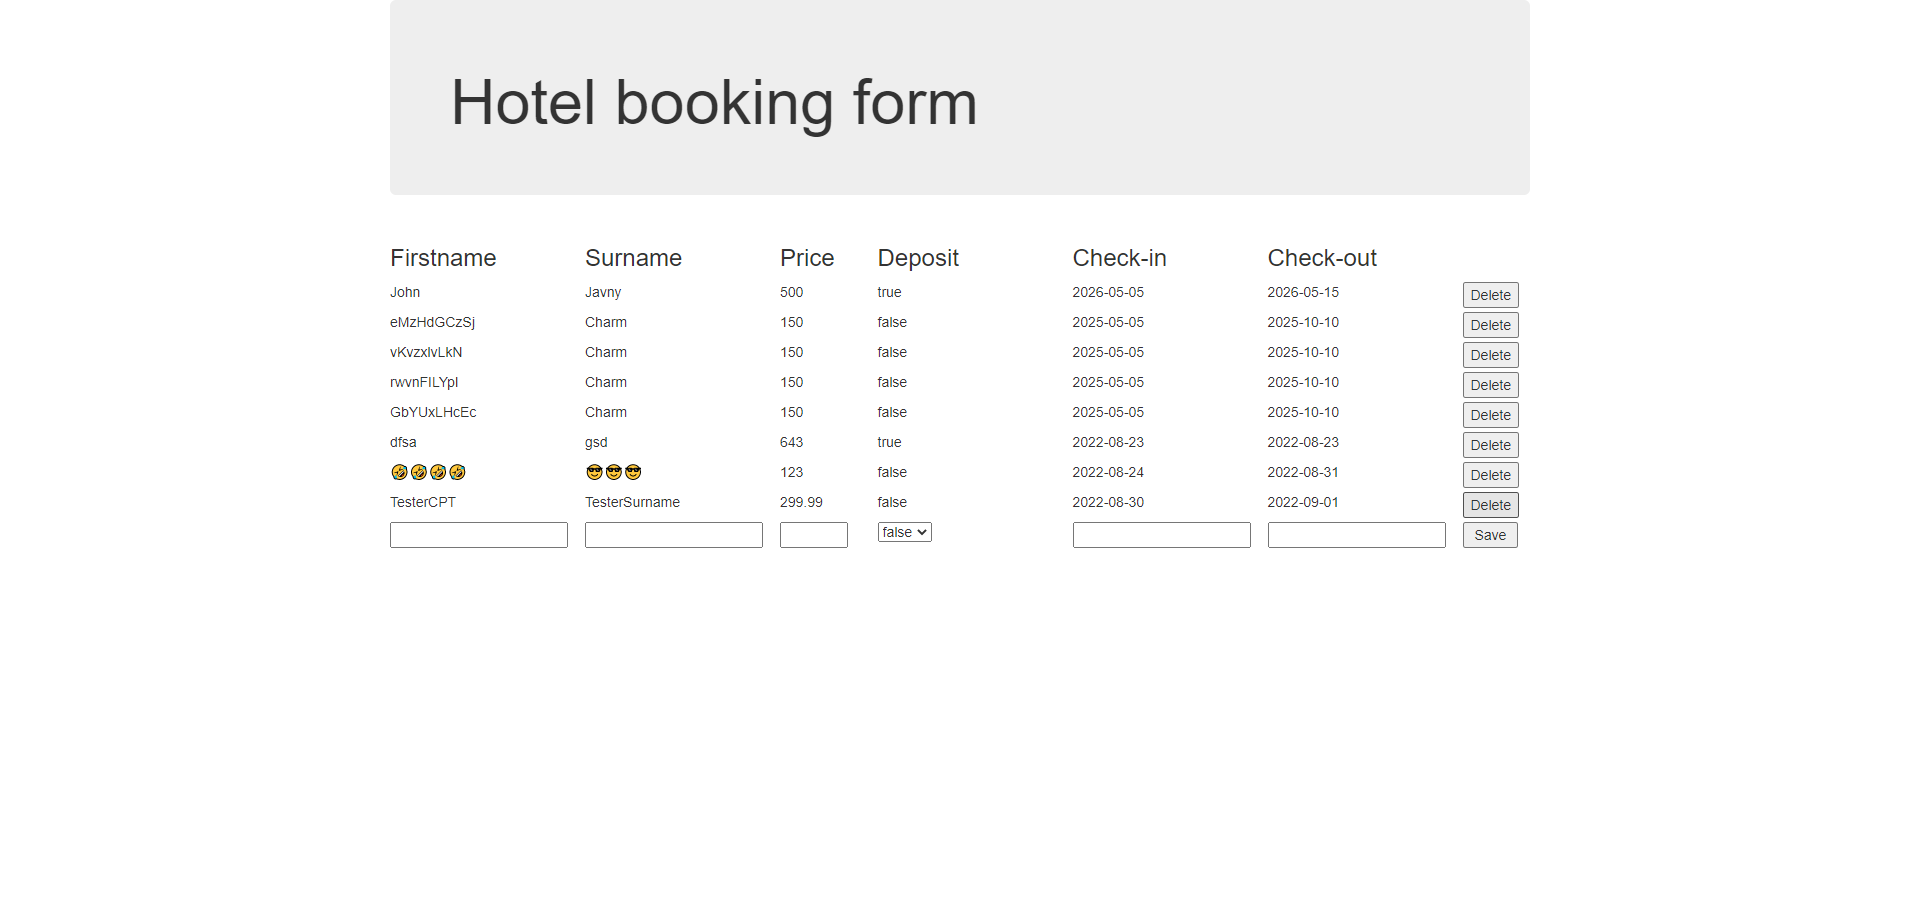 Hotel booking form
Firstname Surname Price Deposit Check-in Check-out
John Javny 500 true 2026-05-05 2026-05-15 Delete
eMzHdGCzSj Charm 150 false 2025-05-05 2025-10-10 Delete
Charm 150 false 2025-05-05 2025-10-10 Delete
Charm 150 false 2025-05-05 2025-10-10 Delete
GbYUxLHcEc Charm 150 false 2025-05-05 2025-10-10 Delete
dfsa gsd 643 true 2022-08-23 2022-08-23 Delete
🤣🤣🤣🤣 😎😎😎 123 false 2022-08-24 2022-08-31 Delete
TesterCPT TesterSurname 299.99 false 2022-08-30 2022-09-01 Delete
false Save